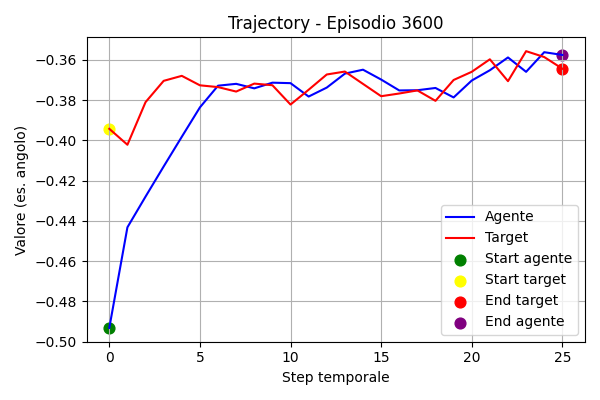 Trajectory - Episodio 3600
Valore (es. angolo)
−0.36
−0.38
−0.40
−0.42
−0.44
−0.46
−0.48
−0.50
Agente
Target
Start agente
Start target
End target
End agente
0
5
10
15
20
25
Step temporale